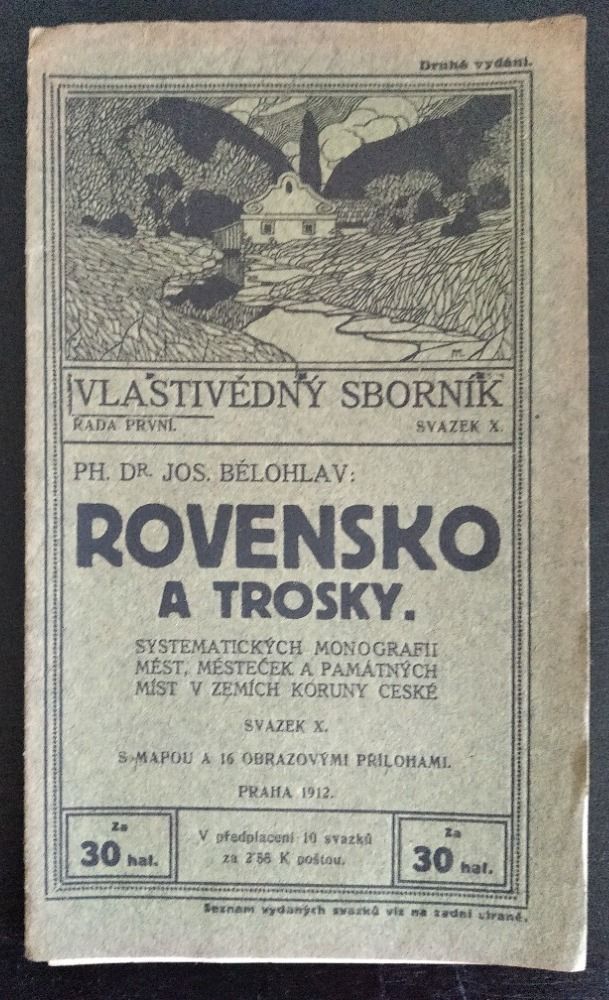 Druhé vydání.
VLASTIVĚDNÝ SBORNÍK
ŘADA PRVNÍ.
SVAZEK X.
PH. DR. JOS. BĚLOHLAV:
ROVENSKO
A TROSKY.
SYSTEMATICKÝCH MONOGRAFII
MĚST, MĚSTEČEK A PAMÁTNÝCH
MÍST V ZEMÍCH KORUNY ČESKÉ
SVAZEK X.
S MAPOU A 16 OBRAZOVÝMI PŘÍLOHAMI.
PRAHA 1912.
Za
30 hal.
V předplacení 10 svazků
za 2·88 K poštou.
Za
30 hal.
Seznam vydaných svazků viz na zadní straně.